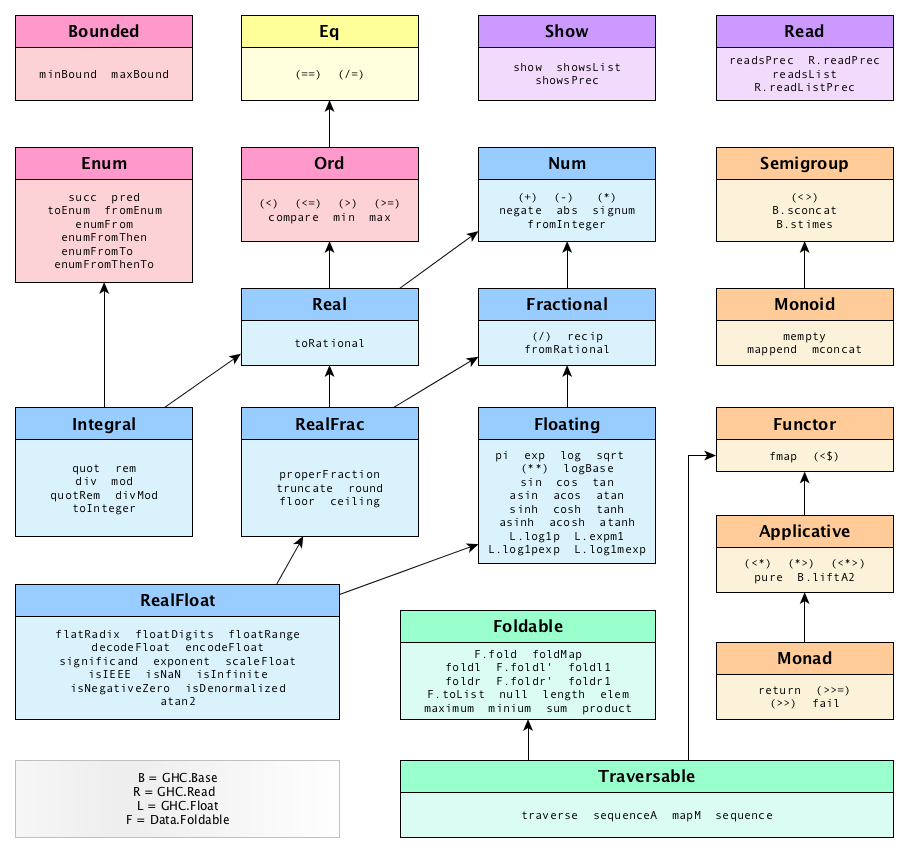 Bounded
minBound maxBound
Eq
(==) (/=)
Show
show showsList
showsPrec
Read
readsPrec R.readPrec
readsList
R.readListPrec
Enum
succ pred
toEnum fromEnum
enumFrom
enumFromThen
enumFromTo
enumFromThenTo
Ord
(<) (<=) (>) (>=)
compare min max
Num
(+) (-) (*)
negate abs signum
fromInteger
Semigroup
(<>)
B.sconcat
B.stimes
Real
toRational
Fractional
(/) recip
fromRational
Monoid
mempty
mappend mconcat
Integral
quot rem
div mod
quotRem divMod
toInteger
RealFrac
properFraction
truncate round
floor ceiling
Floating
pi exp log sqrt
(**) logBase
sin cos tan
asin acos atan
sinh cosh tanh
asinh acosh atanh
L.log1p L.expm1
L.log1pexp L.log1mexp
Functor
fmap (<$)
Applicative
(<*) (*>) (<*>)
pure B.liftA2
RealFloat
flatRadix floatDigits floatRange
decodeFloat encodeFloat
significand exponent scaleFloat
isIEEE isNaN isInfinite
isNegativeZero isDenormalized
atan2
Foldable
F.fold foldMap
foldl F.foldl' foldl1
foldr F.foldr' foldr1
F.toList null length elem
maximum minium sum product
Monad
return (>>=)
(>>) fail
B = GHC.Base
R = GHC.Read
L = GHC.Float
F = Data.Foldable
Traversable
traverse sequenceA mapM sequence